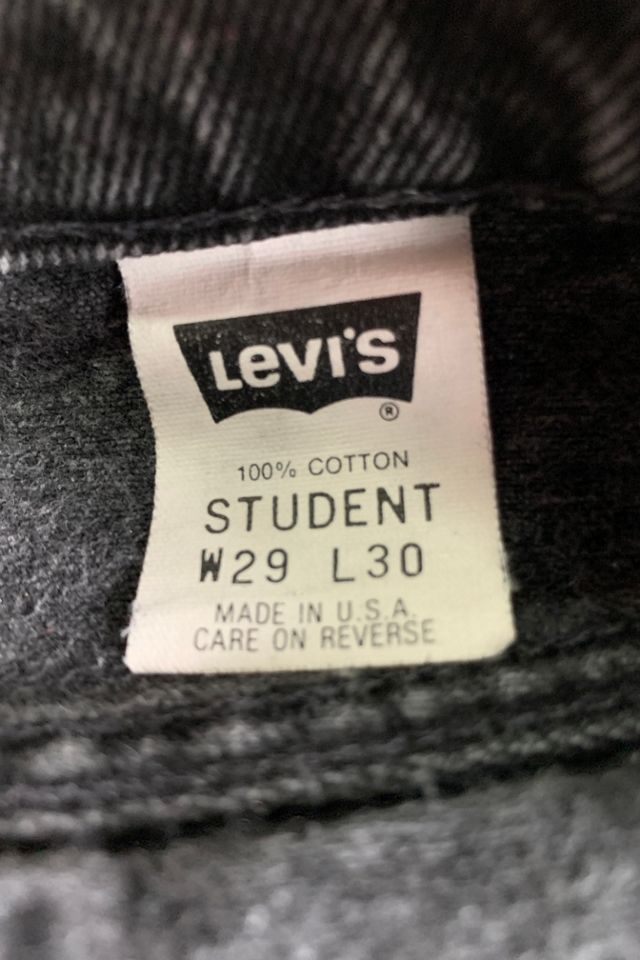 Levi's
®
100% COTTON
STUDENT
W29 L30
MADE IN U.S.A.
CARE ON REVERSE